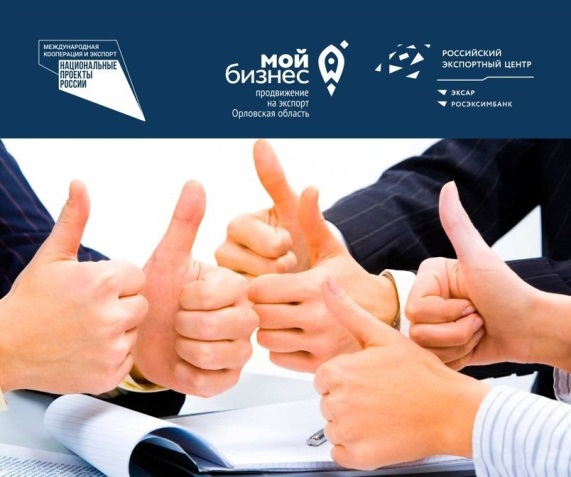 МЕЖДУНАРОДНАЯ
КООПЕРАЦИЯ И ЭКСПОРТ
НАЦИОНАЛЬНЫЕ
ПРОЕКТЫ
РОССИИ
мой
бизнес
продвижение
на экспорт
Орловская область
РОССИЙСКИЙ
ЭКСПОРТНЫЙ ЦЕНТР
ЭКСАР
РОСЭКСИМБАНК